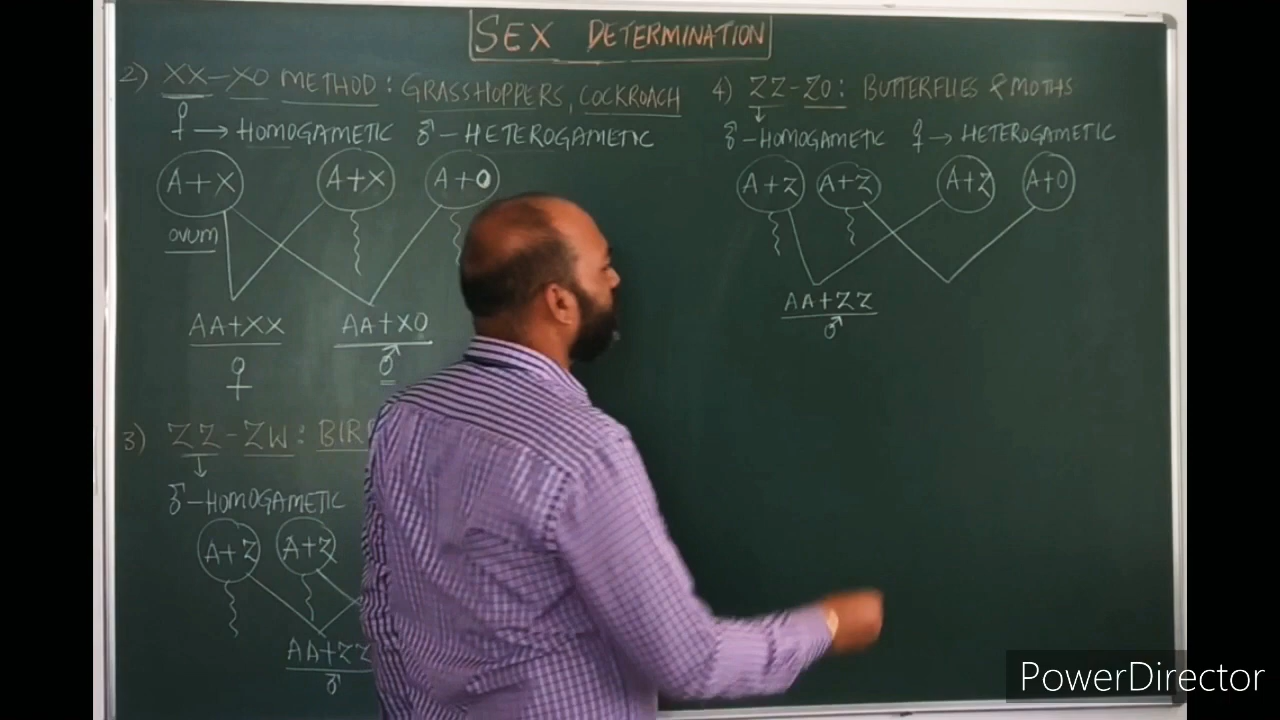 SEX DETERMINATION
2) XX-XO METHOD: GRASSHOPPERS, COCKROACH
♀ → HOMOGAMETIC ♂-HETEROGAMETIC
A+X A+X A+O
OVUM
AA+XX AA+XO
♀ ♂
3) ZZ-ZW: BIR
♂-HOMOGAMETIC
A+Z A+Z
AA+ZZ
♂
4) ZZ-ZO: BUTTERFLIES & MOTHS
♂-HOMOGAMETIC ♀→ HETEROGAMETIC
A+Z A+Z A+Z A+O
AA+ZZ
♂
PowerDirector